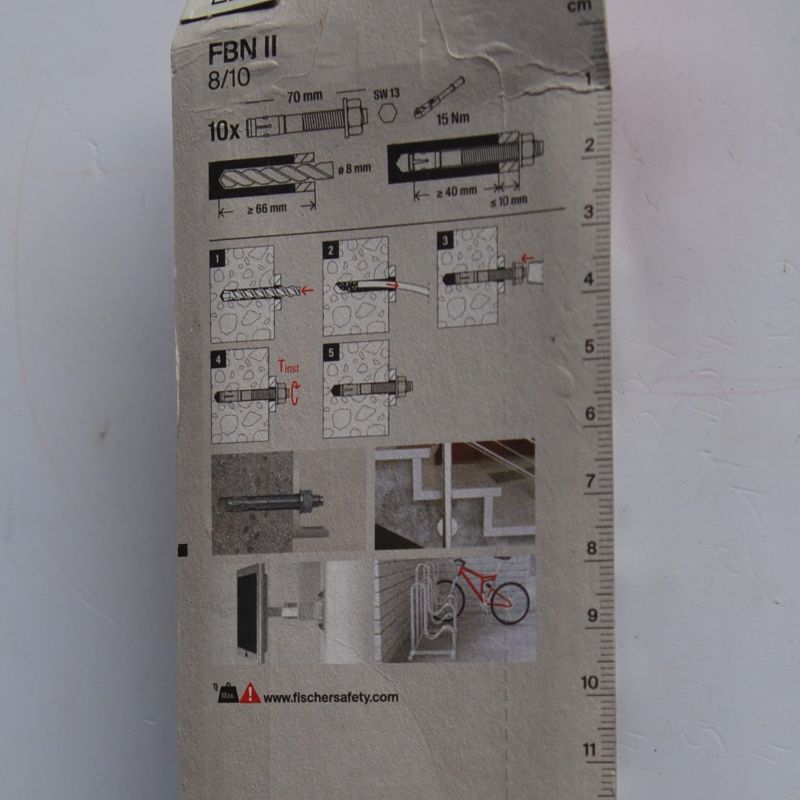 cm
FBN II
8/10
70 mm
SW 13
10x
15 Nm
ø 8 mm
≥ 66 mm
≥ 40 mm
≤ 10 mm
1
2
3
4
Tinst
5
1
2
3
4
5
6
7
8
9
10
11
1)
Max.
www.fischersafety.com